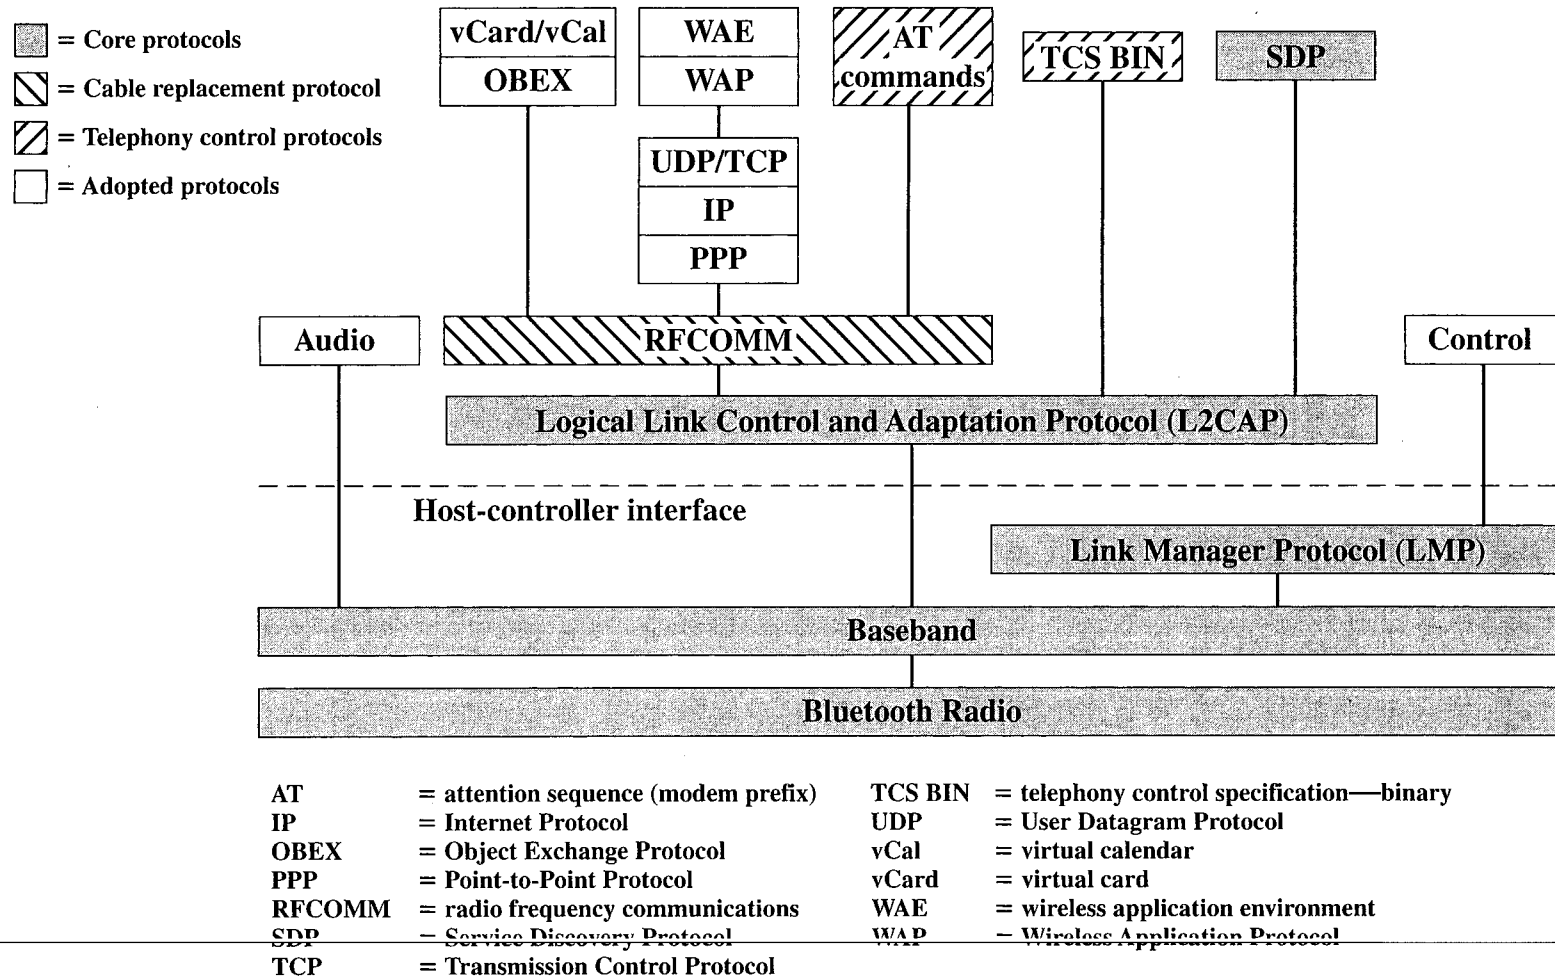 = Core protocols
= Cable replacement protocol
= Telephony control protocols
= Adopted protocols
vCard/vCal
OBEX
WAE
WAP
UDP/TCP
IP
PPP
AT
commands
TCS BIN
SDP
Audio
RFCOMM
Control
Logical Link Control and Adaptation Protocol (L2CAP)
Host-controller interface
Link Manager Protocol (LMP)
Baseband
Bluetooth Radio
AT = attention sequence (modem prefix)
IP = Internet Protocol
OBEX = Object Exchange Protocol
PPP = Point-to-Point Protocol
RFCOMM = radio frequency communications
SDP = Service Discovery Protocol
TCP = Transmission Control Protocol
TCS BIN = telephony control specification—binary
UDP = User Datagram Protocol
vCal = virtual calendar
vCard = virtual card
WAE = wireless application environment
WAP = Wireless Application Protocol